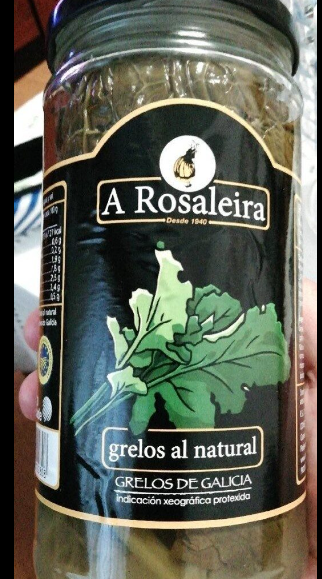 A Rosaleira
Desde 1940
grelos al natural
GRELOS DE GALICIA
Indicación xeográfica protexida